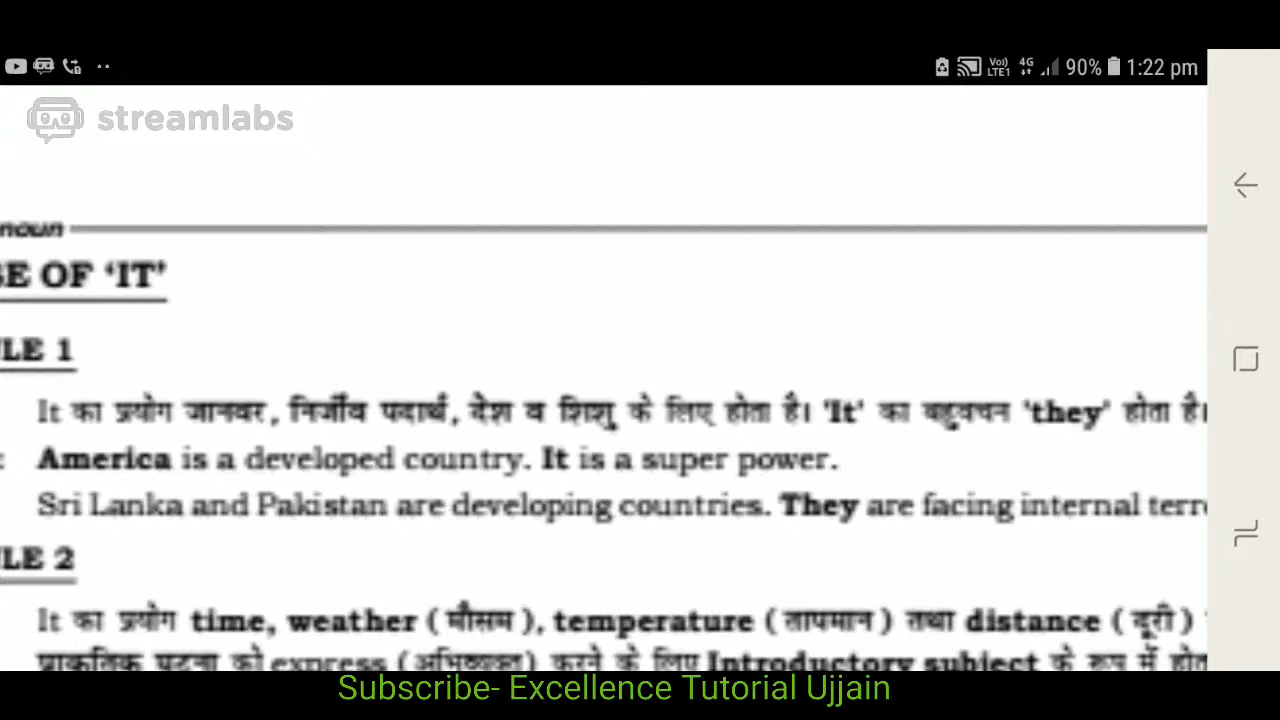 Vo)) 4G
LTE1 90% 1:22 pm
streamlabs
noun
SE OF ‘IT’
LE 1
It का प्रयोग जानवर, निर्जीव पदार्थ, देश व शिशु के लिए होता है। 'It' का बहुवचन 'they' होता है।
America is a developed country. It is a super power.
Sri Lanka and Pakistan are developing countries. They are facing internal terr
LE 2
It का प्रयोग time, weather (मौसम), temperature (तापमान) तथा distance (दूरी)
प्राकृतिक घटना को express (अभिव्यक्त) करने के लिए Introductory subject के रूप में होत
Subscribe- Excellence Tutorial Ujjain